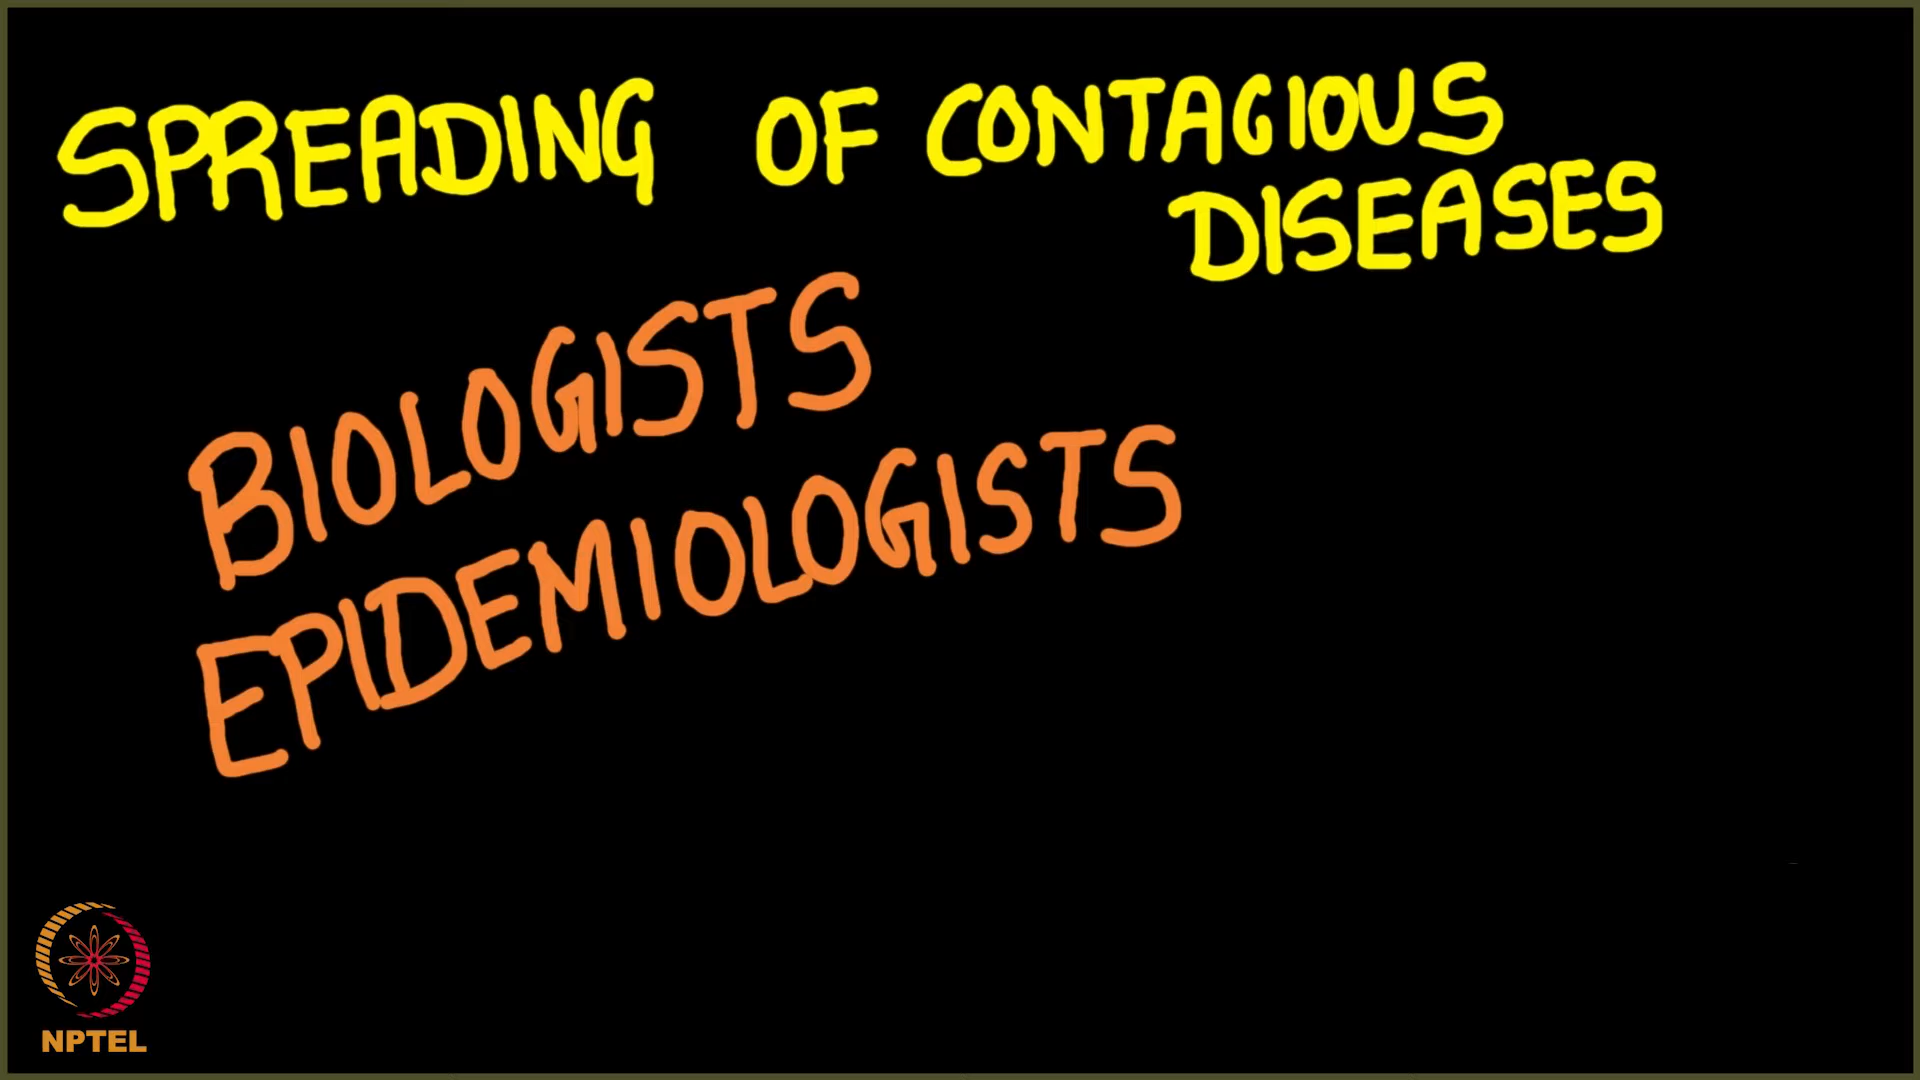 SPREADING OF CONTAGIOUS
DISEASES
BIOLOGISTS
EPIDEMIOLOGISTS
NPTEL